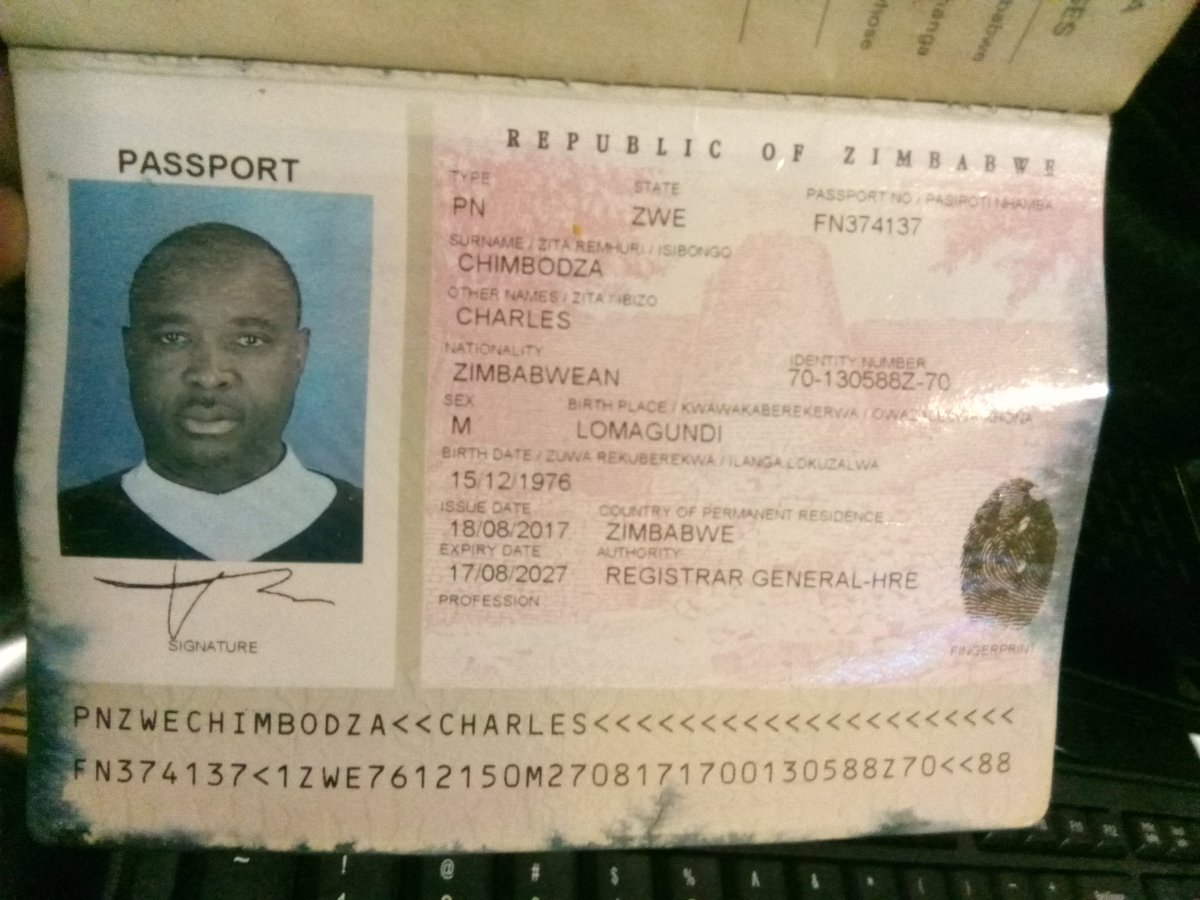 PASSPORT
REPUBLIC OF ZIMBABWE
TYPE STATE PASSPORT NO / PASIPOTI NHAMBA
PN ZWE FN374137
SURNAME / ZITA REMHURI / ISIBONGO
CHIMBODZA
OTHER NAMES / ZITA / IBIZO
CHARLES
NATIONALITY IDENTITY NUMBER
ZIMBABWEAN 70-130588Z-70
SEX BIRTH PLACE / KWAWAKABEREKERWA /
M LOMAGUNDI
BIRTH DATE / ZUWA REKUBEREKWA / ILANGA LOKUZALWA
15/12/1976
ISSUE DATE COUNTRY OF PERMANENT RESIDENCE
18/08/2017 ZIMBABWE
EXPIRY DATE AUTHORITY
17/08/2027 REGISTRAR GENERAL-HRE
PROFESSION
SIGNATURE
FINGERPRINT
PNZWECHIMBODZA<<CHARLES<<<<<<<<<<<<<<<<<<<<<
FN374137<1ZWE7612150M2708171700130588Z70<<88